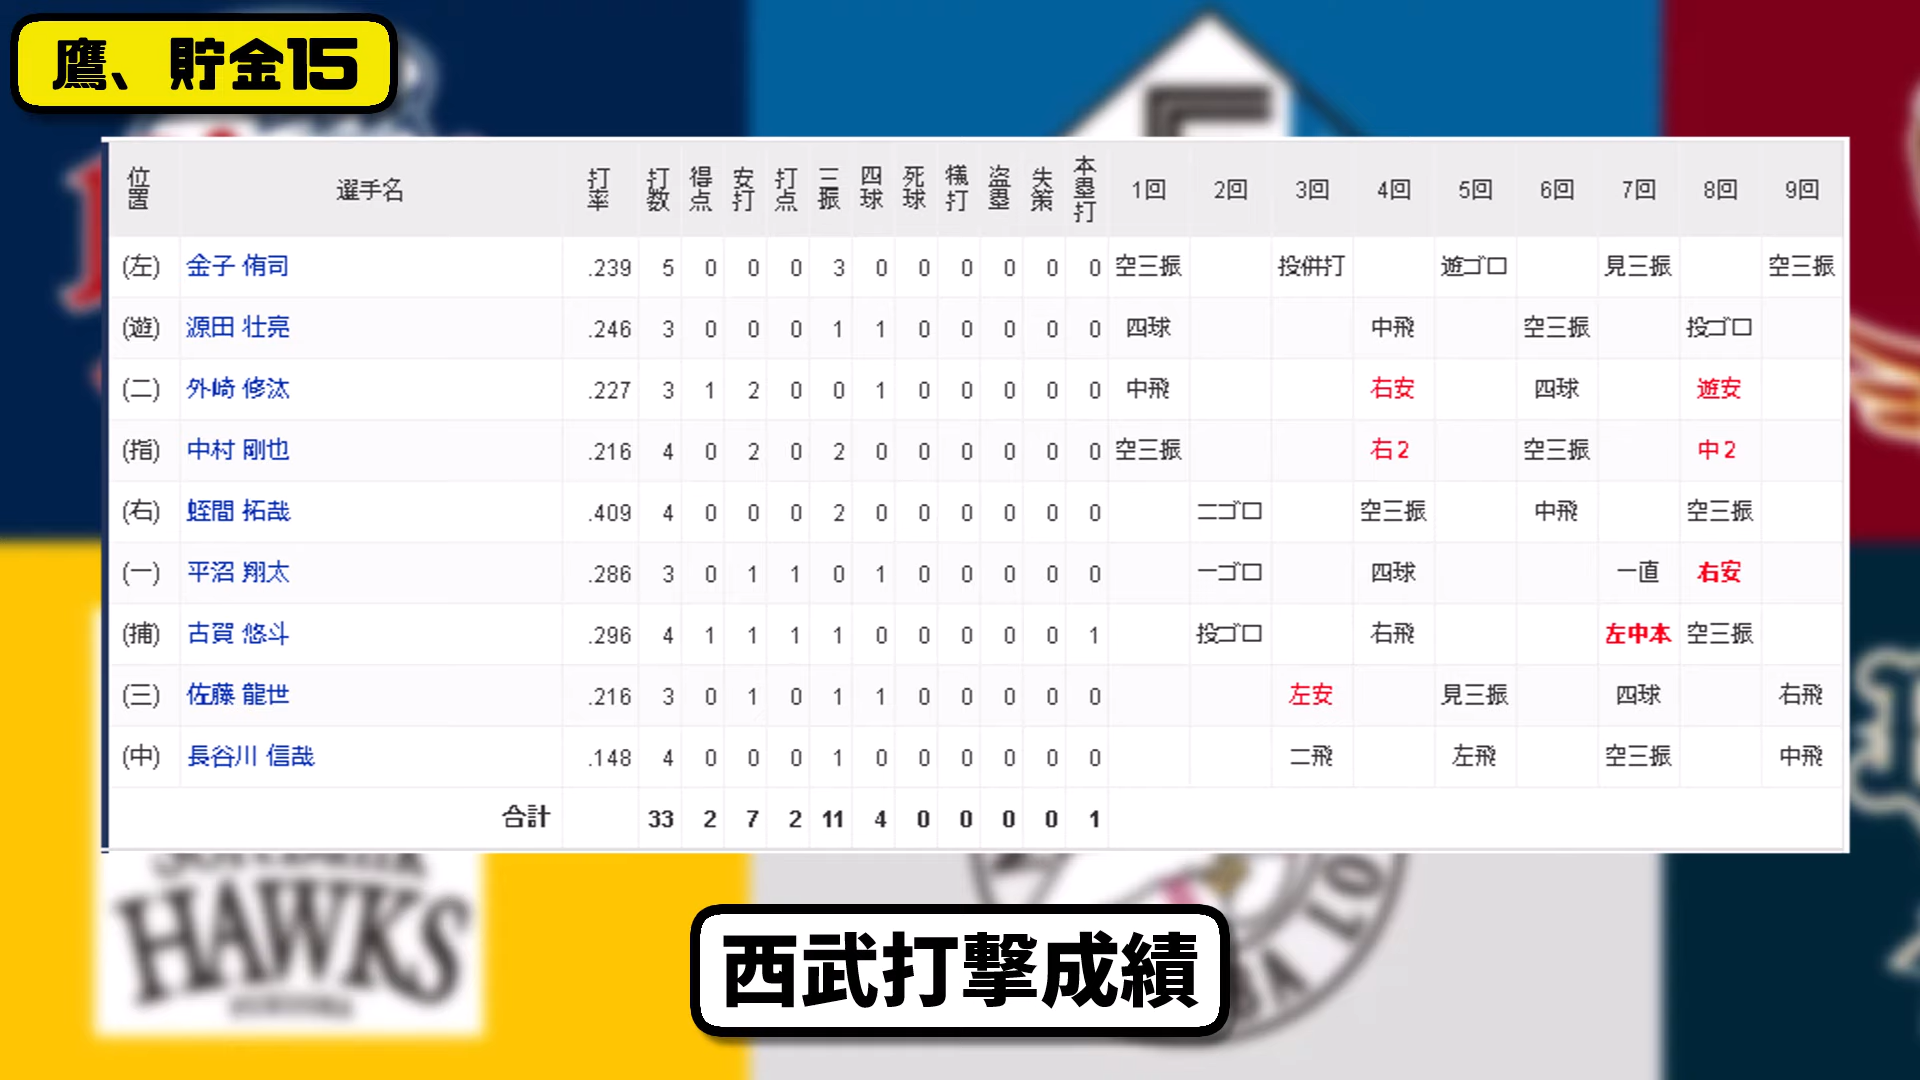 鷹、貯金15
位置 選手名 打率 打数 得点 安打 打点 三振 四球 死球 犠打 盗塁 失策 本塁打 1回 2回 3回 4回 5回 6回 7回 8回 9回
(左) 金子 侑司 .239 5 0 0 0 3 0 0 0 0 0 0 空三振 投併打 遊ゴロ 見三振 空三振
(遊) 源田 壮亮 .246 3 0 0 0 1 1 0 0 0 0 0 四球 中飛 空三振 投ゴロ
(二) 外崎 修汰 .227 3 1 2 0 0 1 0 0 0 0 0 中飛 右安 四球 遊安
(指) 中村 剛也 .216 4 0 2 0 2 0 0 0 0 0 0 空三振 右2 空三振 中2
(右) 蛭間 拓哉 .409 4 0 0 0 2 0 0 0 0 0 0 二ゴロ 空三振 中飛 空三振
(一) 平沼 翔太 .286 3 0 1 1 0 1 0 0 0 0 0 一ゴロ 四球 一直 右安
(捕) 古賀 悠斗 .296 4 1 1 1 1 0 0 0 0 0 1 投ゴロ 右飛 左中本 空三振
(三) 佐藤 龍世 .216 3 0 1 0 1 1 0 0 0 0 0 左安 見三振 四球 右飛
(中) 長谷川 信哉 .148 4 0 0 0 1 0 0 0 0 0 0 二飛 左飛 空三振 中飛
合計 33 2 7 2 11 4 0 0 0 0 1
HAWKS
西武打撃成績